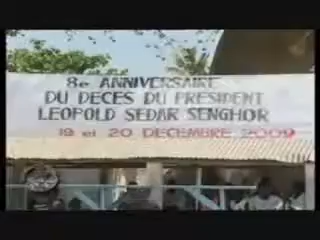 8e ANNIVERSAIRE
DU DECES DU PRESIDENT
LEOPOLD SEDAR SENGHOR
19 et 20 DECEMBRE 2009